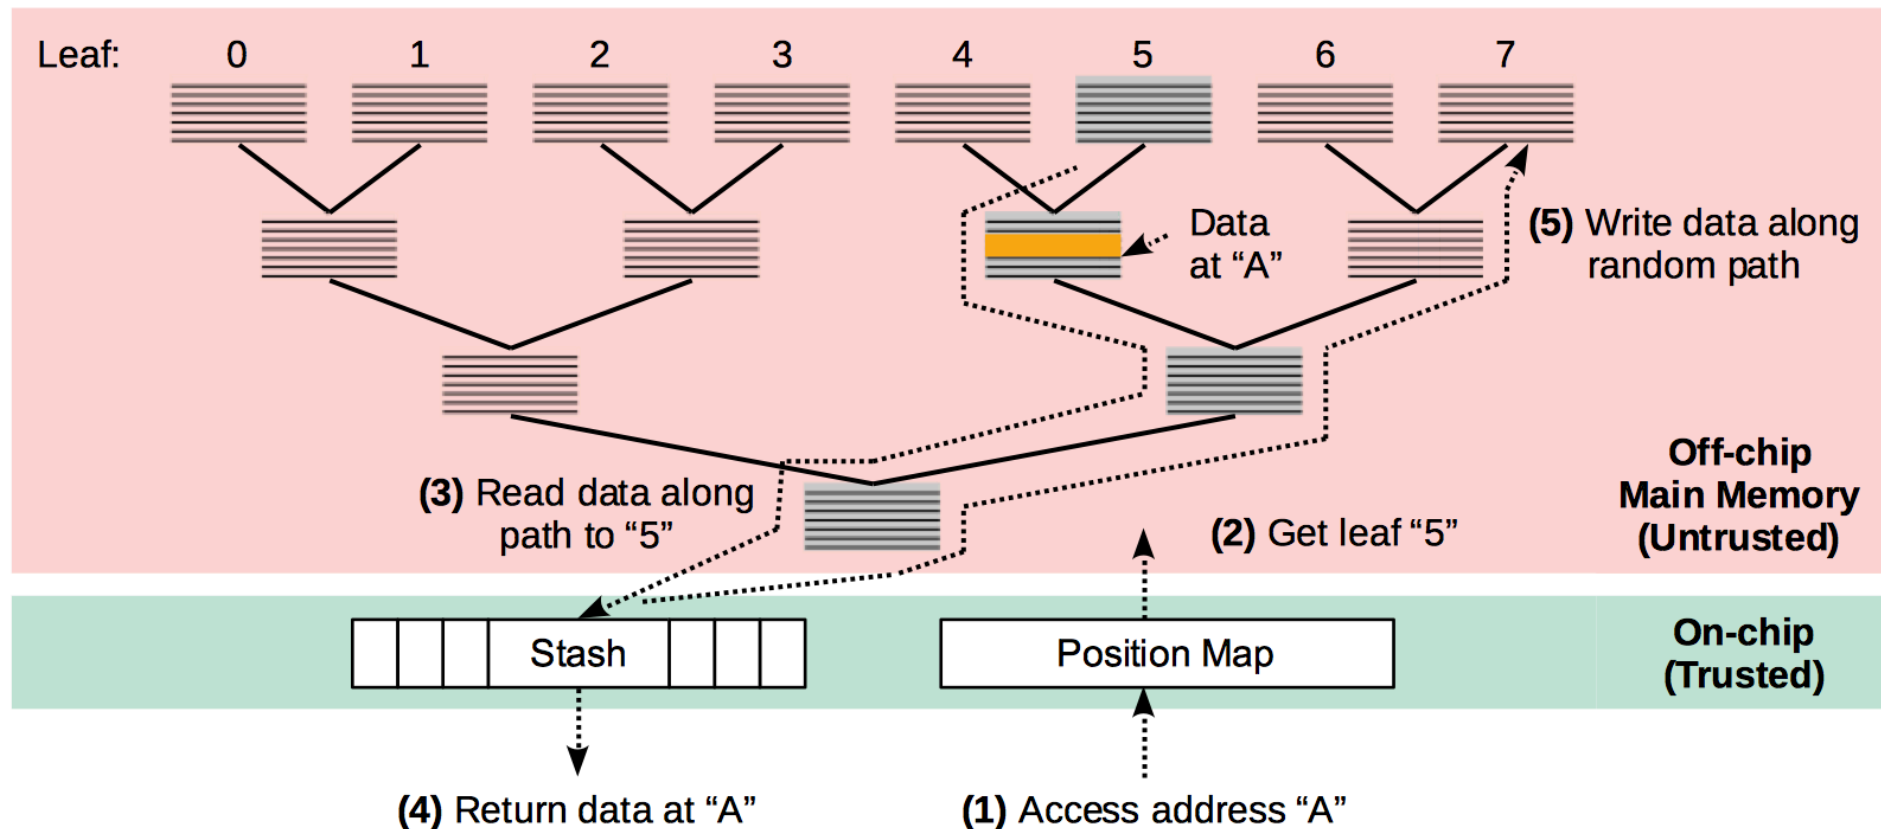 Leaf: 0 1 2 3 4 5 6 7
Data
at “A”
(5) Write data along
random path
(3) Read data along
path to “5”
(2) Get leaf “5”
Off-chip
Main Memory
(Untrusted)
Stash
Position Map
On-chip
(Trusted)
(4) Return data at “A”
(1) Access address “A”